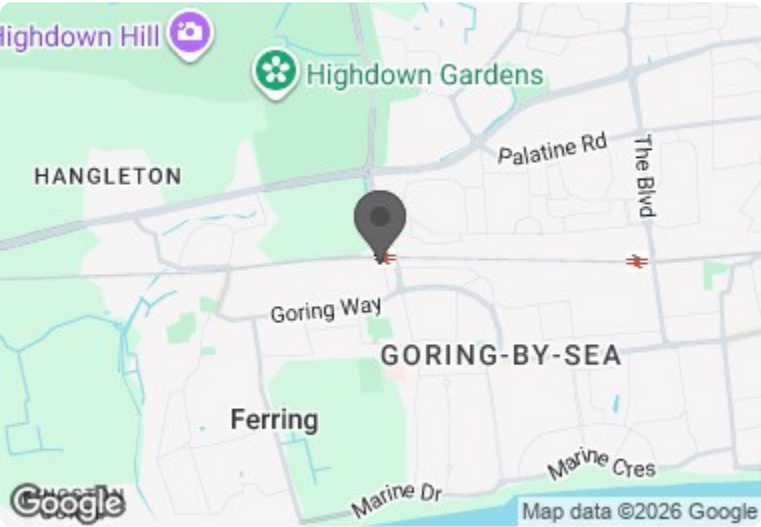 Highdown Hill
Highdown Gardens
Palatine Rd
The Blvd
HANGLETON
Goring Way
GORING-BY-SEA
Ferring
Marine Cres
Marine Dr
Google
Map data ©2026 Google